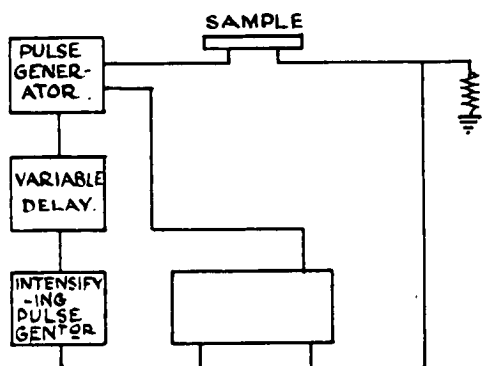 SAMPLE
PULSE
GENER-
ATOR.
VARIABLE
DELAY.
INTENSIFY
-ING
PULSE
GENTOR